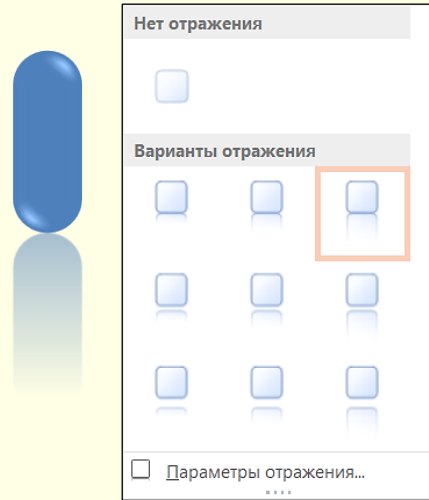 Нет отражения
Варианты отражения
Параметры отражения...